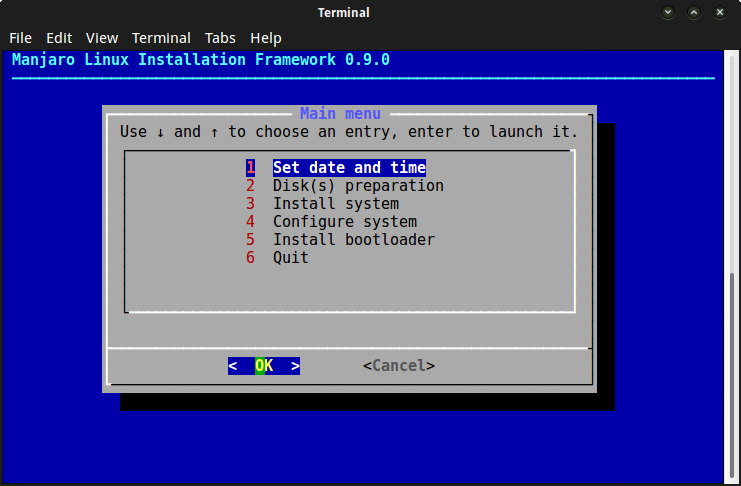 Terminal
File Edit View Terminal Tabs Help
Manjaro Linux Installation Framework 0.9.0
Main menu
Use ↓ and ↑ to choose an entry, enter to launch it.
1 Set date and time
2 Disk(s) preparation
3 Install system
4 Configure system
5 Install bootloader
6 Quit
< OK > <Cancel>